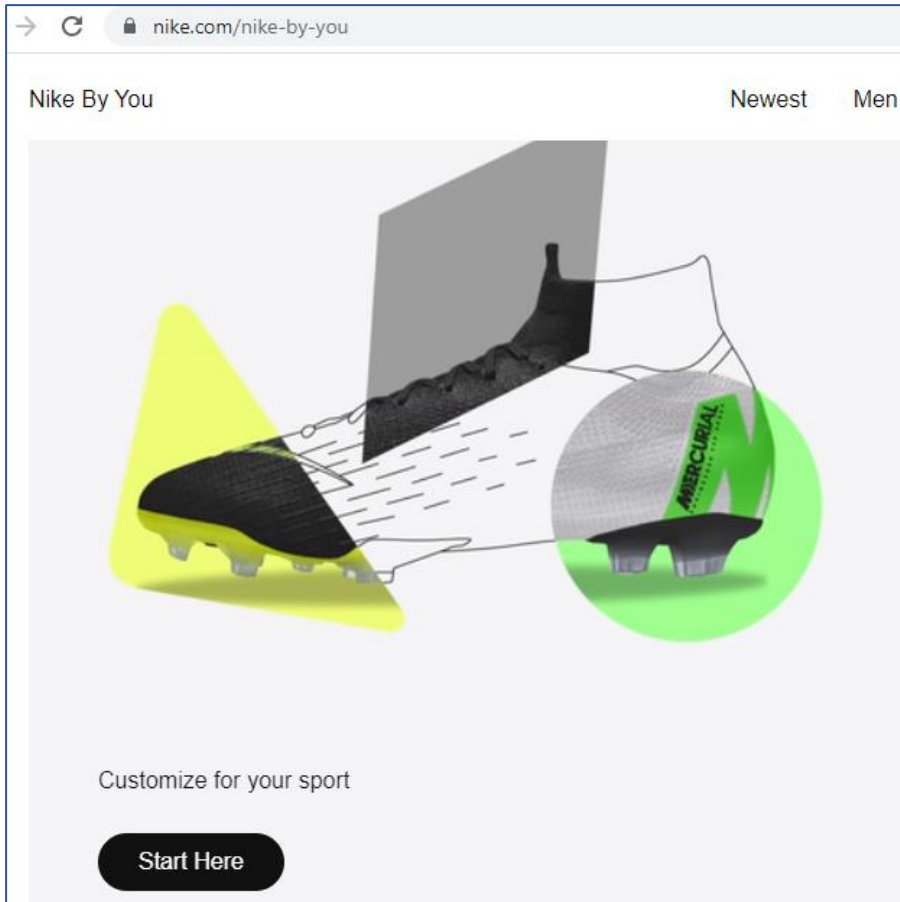 nike.com/nike-by-you
Nike By You
Newest
Men
MERCURIAL
Customize for your sport
Start Here